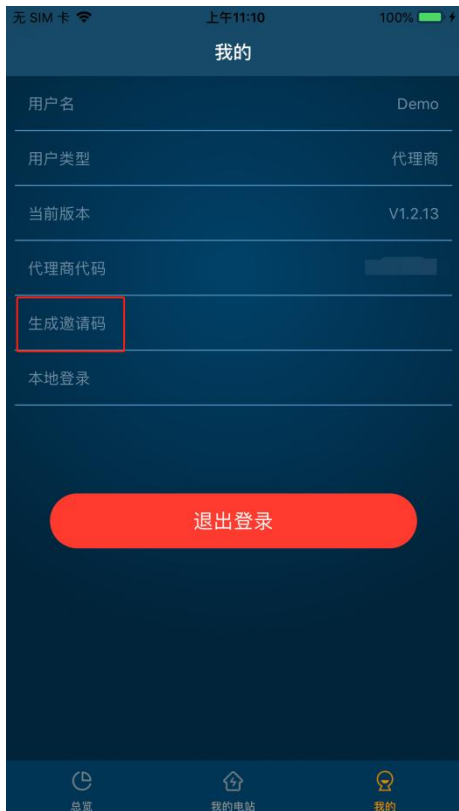 无 SIM 卡 上午11:10 100%
我的
用户名 Demo
用户类型 代理商
当前版本 V1.2.13
代理商代码
生成邀请码
本地登录
退出登录
总览 我的电站 我的